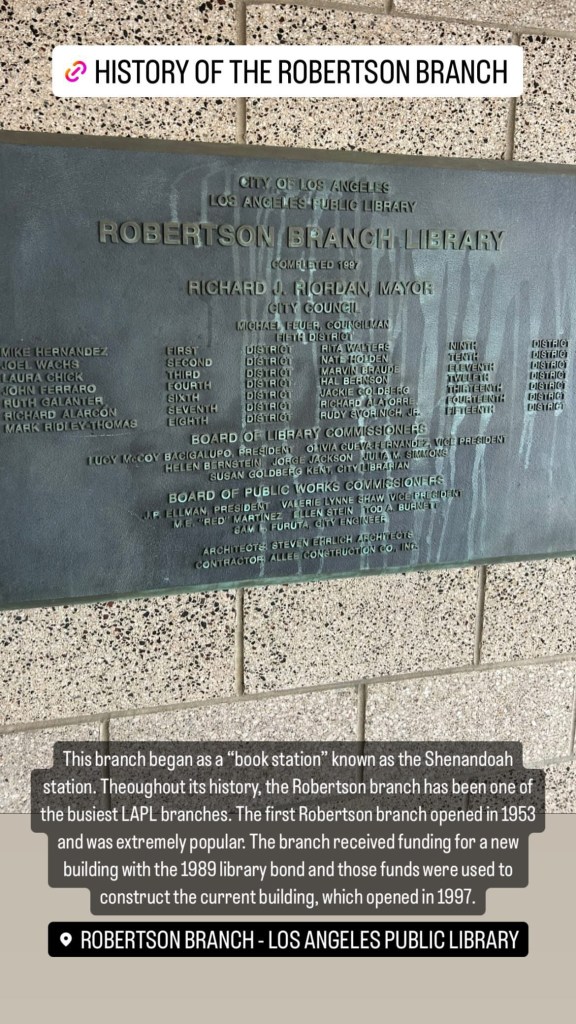 HISTORY OF THE ROBERTSON BRANCH
CITY OF LOS ANGELES
LOS ANGELES PUBLIC LIBRARY
ROBERTSON BRANCH LIBRARY
COMPLETED 1997
RICHARD J. RIORDAN, MAYOR
CITY COUNCIL
MICHAEL FEUER, COUNCILMAN
FIFTH DISTRICT
MIKE HERNANDEZ FIRST DISTRICT RITA WALTERS NINTH DISTRICT
JOEL WACHS SECOND DISTRICT NAT HOLDEN TENTH DISTRICT
LAURA CHICK THIRD DISTRICT MARVIN BRAUDE ELEVENTH DISTRICT
JOHN FERRARO FOURTH DISTRICT HAL BERNSON TWELFTH DISTRICT
RUTH GALANTER SIXTH DISTRICT JACKIE GOLDBERG THIRTEENTH DISTRICT
RICHARD ALARCON SEVENTH DISTRICT RICHARD ALATORRE FOURTEENTH DISTRICT
MARK RIDLEY-THOMAS EIGHTH DISTRICT RUDY SVORINICH, JR. FIFTEENTH DISTRICT
BOARD OF LIBRARY COMMISSIONERS
LUCY McCOY BACIGALUPO, PRESIDENT OLIVIA CUEVA-FERNANDEZ, VICE PRESIDENT
HELEN BERNSTEIN JORGE JACKSON JULIA M. SIMMONS
SUSAN GOLDBERG KENT, CITY LIBRARIAN
BOARD OF PUBLIC WORKS COMMISSIONERS
J.P. ELLMAN, PRESIDENT VALERIE LYNNE SHAW, VICE PRESIDENT
M.E. "RED" MARTINEZ ELLEN STEIN TOD A. BURNETT
SAM L. FURUTA, CITY ENGINEER
ARCHITECTS: STEVEN EHRLICH ARCHITECTS
CONTRACTOR: ALLEE CONSTRUCTION CO., INC.
This branch began as a “book station” known as the Shenandoah
station. Theoughout its history, the Robertson branch has been one of
the busiest LAPL branches. The first Robertson branch opened in 1953
and was extremely popular. The branch received funding for a new
building with the 1989 library bond and those funds were used to
construct the current building, which opened in 1997.
ROBERTSON BRANCH - LOS ANGELES PUBLIC LIBRARY